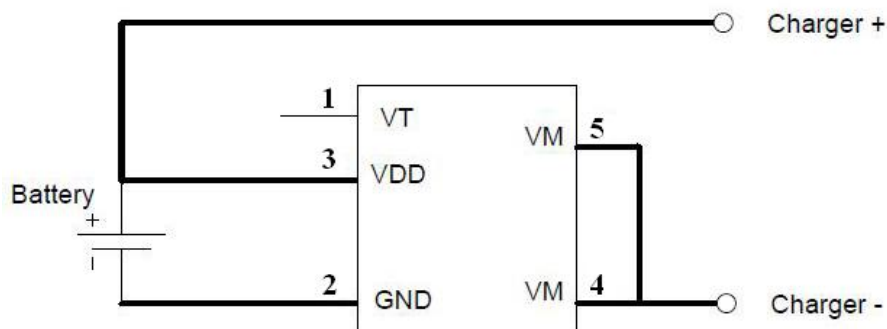 Charger +
1
VT
VM
5
3
VDD
Battery
+
2
GND
VM
4
Charger -